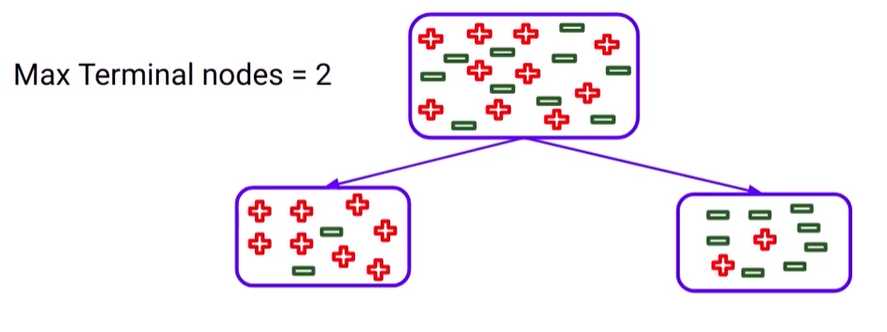 Max Terminal nodes = 2